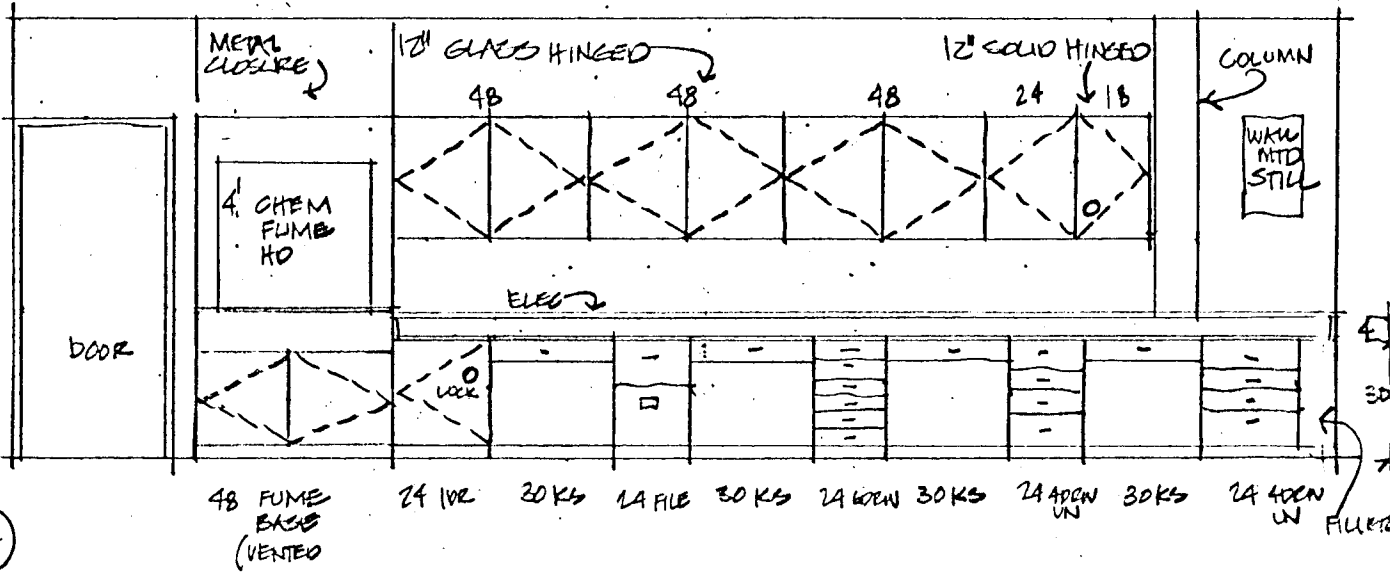 METAL
CLOSURE
12" GLASS HINGED
12" SOLID HINGED
COLUMN
48
48
48
24
18
WALL
MTD
STILL
4' CHEM
FUME
HD
ELEC
DOOR
LOCK
4
30
48 FUME
BASE
(VENTED
24 1DR
30 KS
24 FILE
30 KS
24 6DRW
30 KS
24 4DRW
UN
30 KS
24 4DRW
UN
FILLER